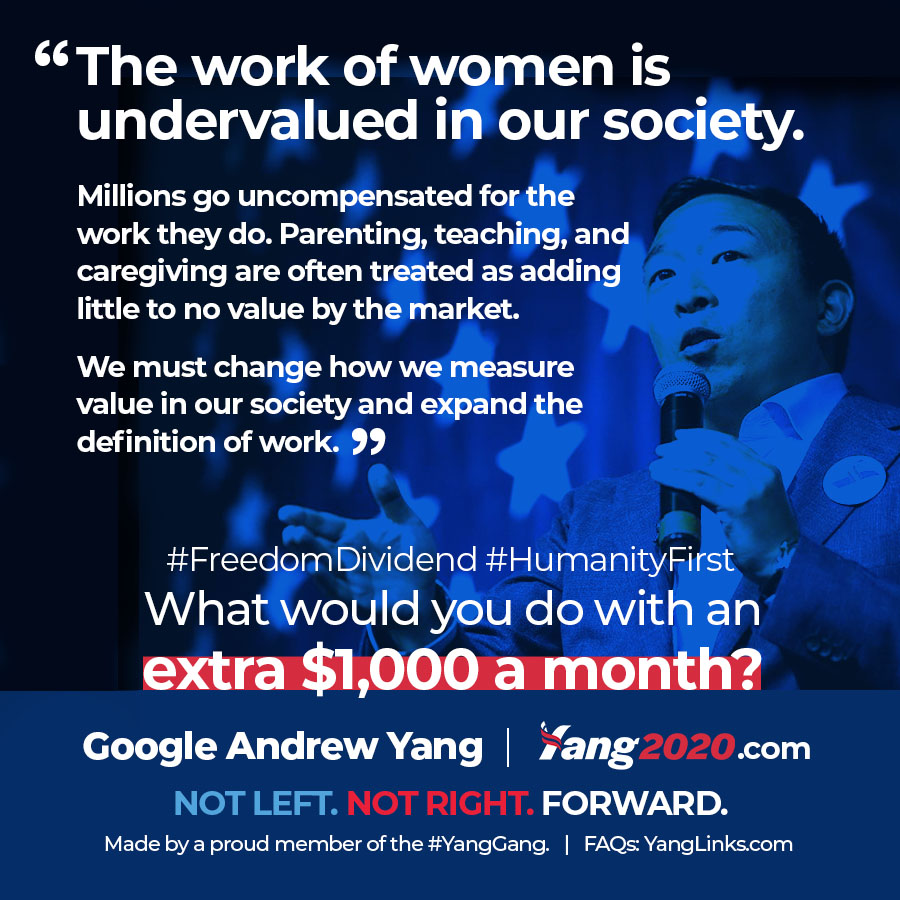 “ The work of women is
undervalued in our society.
Millions go uncompensated for the
work they do. Parenting, teaching, and
caregiving are often treated as adding
little to no value by the market.
We must change how we measure
value in our society and expand the
definition of work. ”
#FreedomDividend #HumanityFirst
What would you do with an
extra $1,000 a month?
Google Andrew Yang | Yang2020.com
NOT LEFT. NOT RIGHT. FORWARD.
Made by a proud member of the #YangGang. | FAQs: YangLinks.com